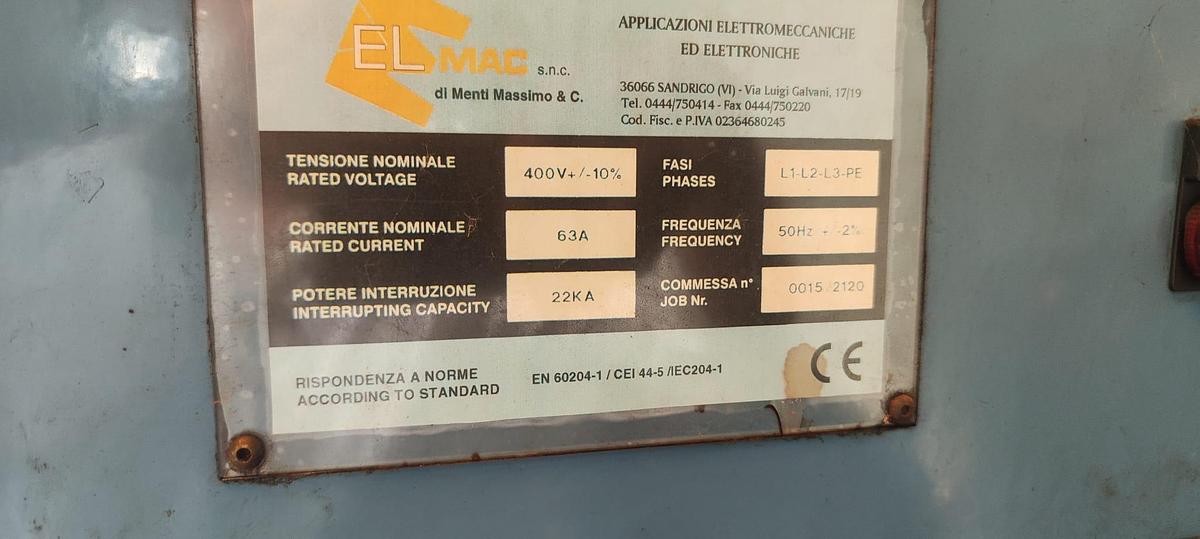 ELMAC s.n.c.
di Menti Massimo & C.
APPLICAZIONI ELETTROMECCANICHE
ED ELETTRONICHE
36066 SANDRIGO (VI) - Via Luigi Galvani, 17/19
Tel. 0444/750414 - Fax 0444/750220
Cod. Fisc. e P.IVA 02364680245
TENSIONE NOMINALE
RATED VOLTAGE
400V+/-10%
FASI
PHASES
L1-L2-L3-PE
CORRENTE NOMINALE
RATED CURRENT
63A
FREQUENZA
FREQUENCY
50Hz + -2%
POTERE INTERRUZIONE
INTERRUPTING CAPACITY
22KA
COMMESSA n°
JOB Nr.
0015 2120
RISPONDENZA A NORME
ACCORDING TO STANDARD
EN 60204-1 / CEI 44-5 /IEC204-1
CE